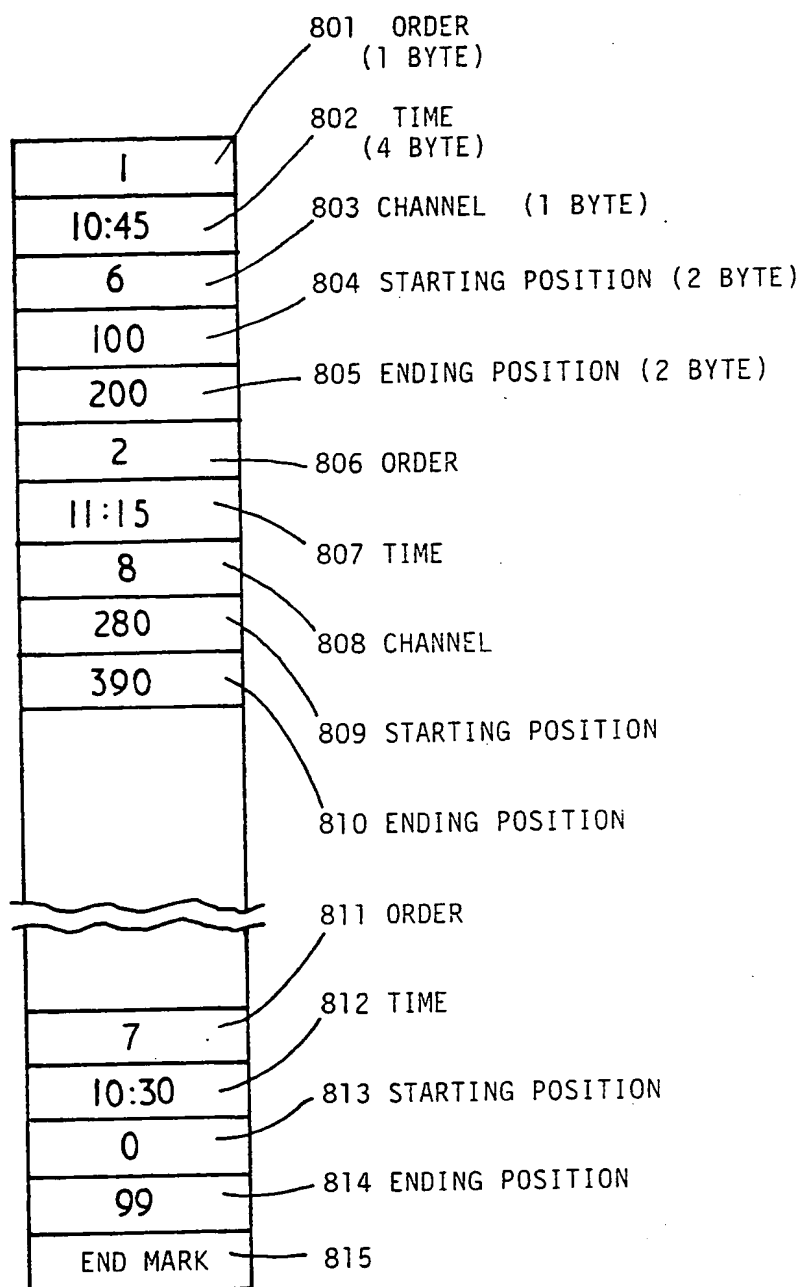 801 ORDER
(1 BYTE)
802 TIME
(4 BYTE)
1
10:45
803 CHANNEL (1 BYTE)
6
804 STARTING POSITION (2 BYTE)
100
805 ENDING POSITION (2 BYTE)
200
2
806 ORDER
11:15
807 TIME
8
280
808 CHANNEL
390
809 STARTING POSITION
810 ENDING POSITION
811 ORDER
812 TIME
7
10:30
813 STARTING POSITION
0
814 ENDING POSITION
99
END MARK 815